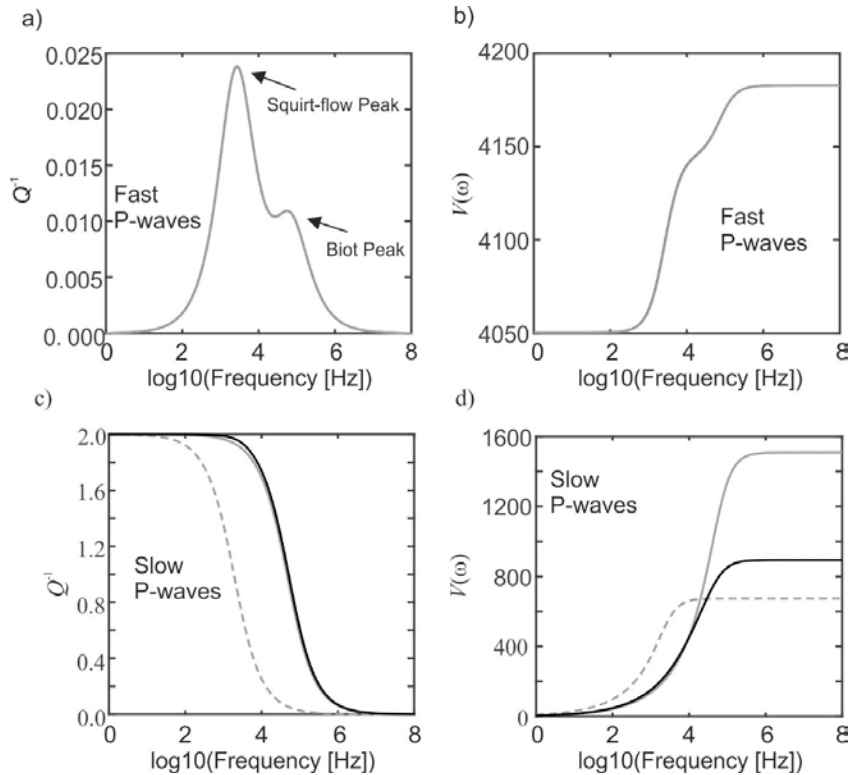 a)
0.025
0.020
0.015
0.010
0.005
0. 000
Q⁻¹
Squirt-flow Peak
Fast
P-waves
Biot Peak
0 2 4 6 8
log10(Frequency [Hz])
b)
4200
4150
4100
4050
V(ω)
Fast
P-waves
0 2 4 6 8
log10(Frequency [Hz])
c)
2.0
1.6
1.2
0.8
0.4
0.0
Q⁻¹
Slow
P-waves
0 2 4 6 8
log10(Frequency [Hz])
d)
1600
1200
800
400
0
V(ω)
Slow
P-waves
0 2 4 6 8
log10(Frequency [Hz])